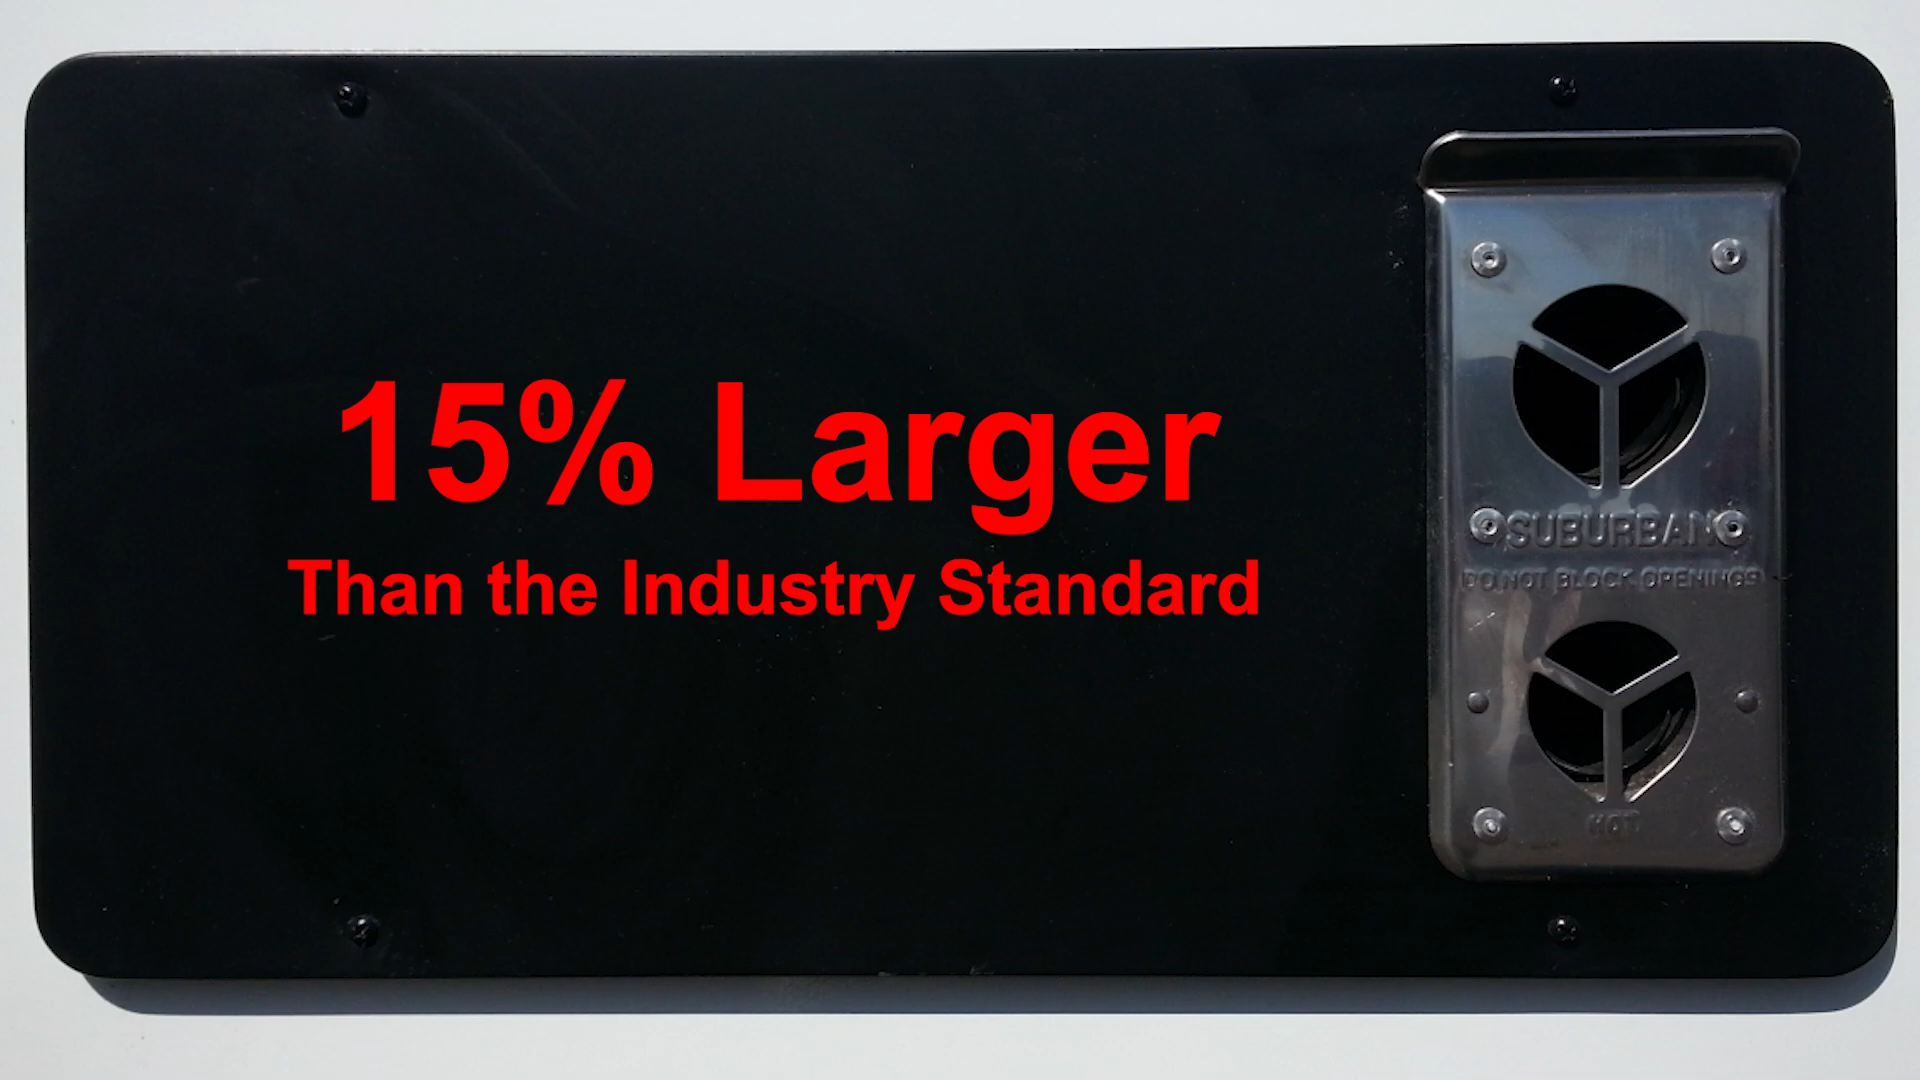 15% Larger
Than the Industry Standard
SUBURBAN
DO NOT BLOCK OPENINGS
HOT